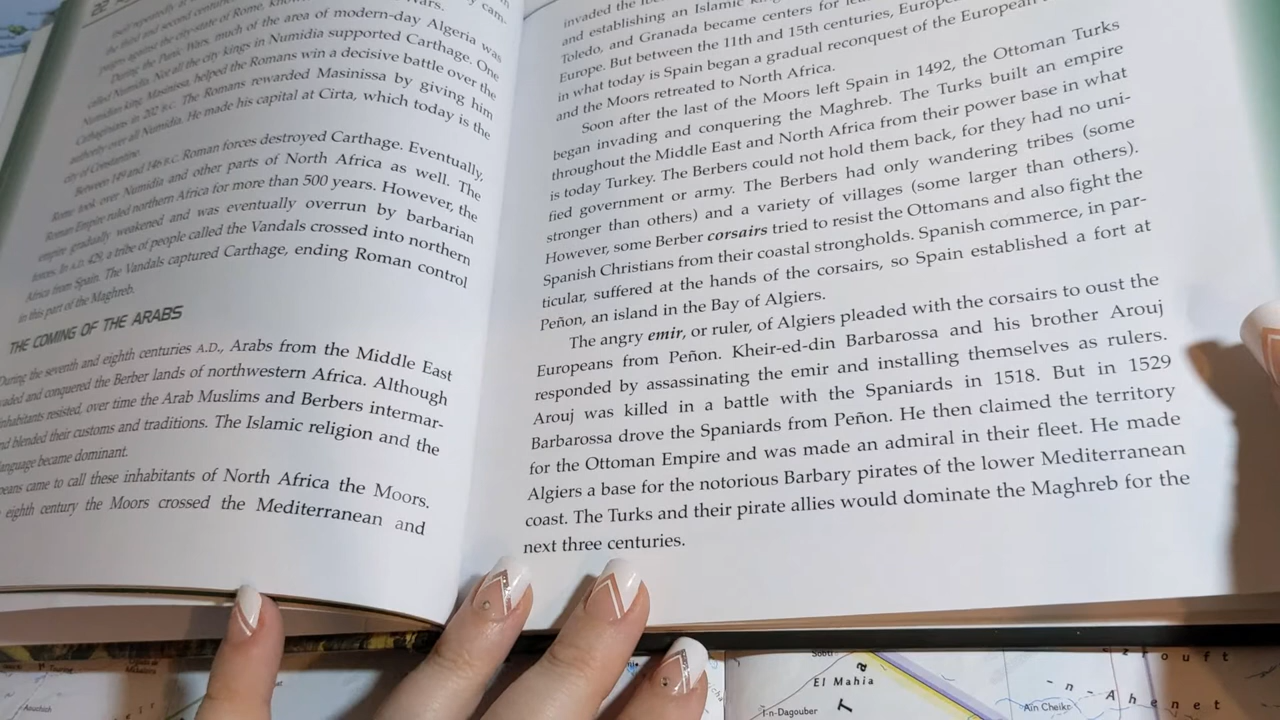 22
the third and second centuries
paigns against the city-state of Rome,
Wars.
During the Punic Wars, much of the area of modern-day Algeria was
called Numidia. Not all the city kings in Numidia supported Carthage. One
Numidian king, Masinissa, helped the Romans win a decisive battle over the
Carthaginians in 202 B.C. The Romans rewarded Masinissa by giving him
authority over all Numidia. He made his capital at Cirta, which today is the
city of Constantine.
Between 149 and 146 B.C. Roman forces destroyed Carthage. Eventually,
Rome took over Numidia and other parts of North Africa as well. The
Roman Empire ruled northern Africa for more than 500 years. However, the
empire gradually weakened and was eventually overrun by barbarian
forces. In A.D. 429, a tribe of people called the Vandals crossed into northern
Africa from Spain. The Vandals captured Carthage, ending Roman control
in this part of the Maghreb.
THE COMING OF THE ARABS
During the seventh and eighth centuries A.D., Arabs from the Middle East
vaded and conquered the Berber lands of northwestern Africa. Although
inhabitants resisted, over time the Arab Muslims and Berbers intermar-
nd blended their customs and traditions. The Islamic religion and the
language became dominant.
peans came to call these inhabitants of North Africa the Moors.
eighth century the Moors crossed the Mediterranean and
invaded the
and establishing an Islamic
Toledo, and Granada became centers for
Europe. But between the 11th and 15th centuries,
in what today is Spain began a gradual reconquest of the European
and the Moors retreated to North Africa.
Soon after the last of the Moors left Spain in 1492, the Ottoman Turks
began invading and conquering the Maghreb. The Turks built an empire
throughout the Middle East and North Africa from their power base in what
is today Turkey. The Berbers could not hold them back, for they had no uni-
fied government or army. The Berbers had only wandering tribes (some
stronger than others) and a variety of villages (some larger than others).
However, some Berber corsairs tried to resist the Ottomans and also fight the
Spanish Christians from their coastal strongholds. Spanish commerce, in par-
ticular, suffered at the hands of the corsairs, so Spain established a fort at
Peñon, an island in the Bay of Algiers.
The angry emir, or ruler, of Algiers pleaded with the corsairs to oust the
Europeans from Peñon. Kheir-ed-din Barbarossa and his brother Arouj
responded by assassinating the emir and installing themselves as rulers.
Arouj was killed in a battle with the Spaniards in 1518. But in 1529
Barbarossa drove the Spaniards from Peñon. He then claimed the territory
for the Ottoman Empire and was made an admiral in their fleet. He made
Algiers a base for the notorious Barbary pirates of the lower Mediterranean
coast. The Turks and their pirate allies would dominate the Maghreb for the
next three centuries.
El Mahia
T a
I-n-Dagouber
Aïn Cheikr
z r o u f t
- n - A h e n e t